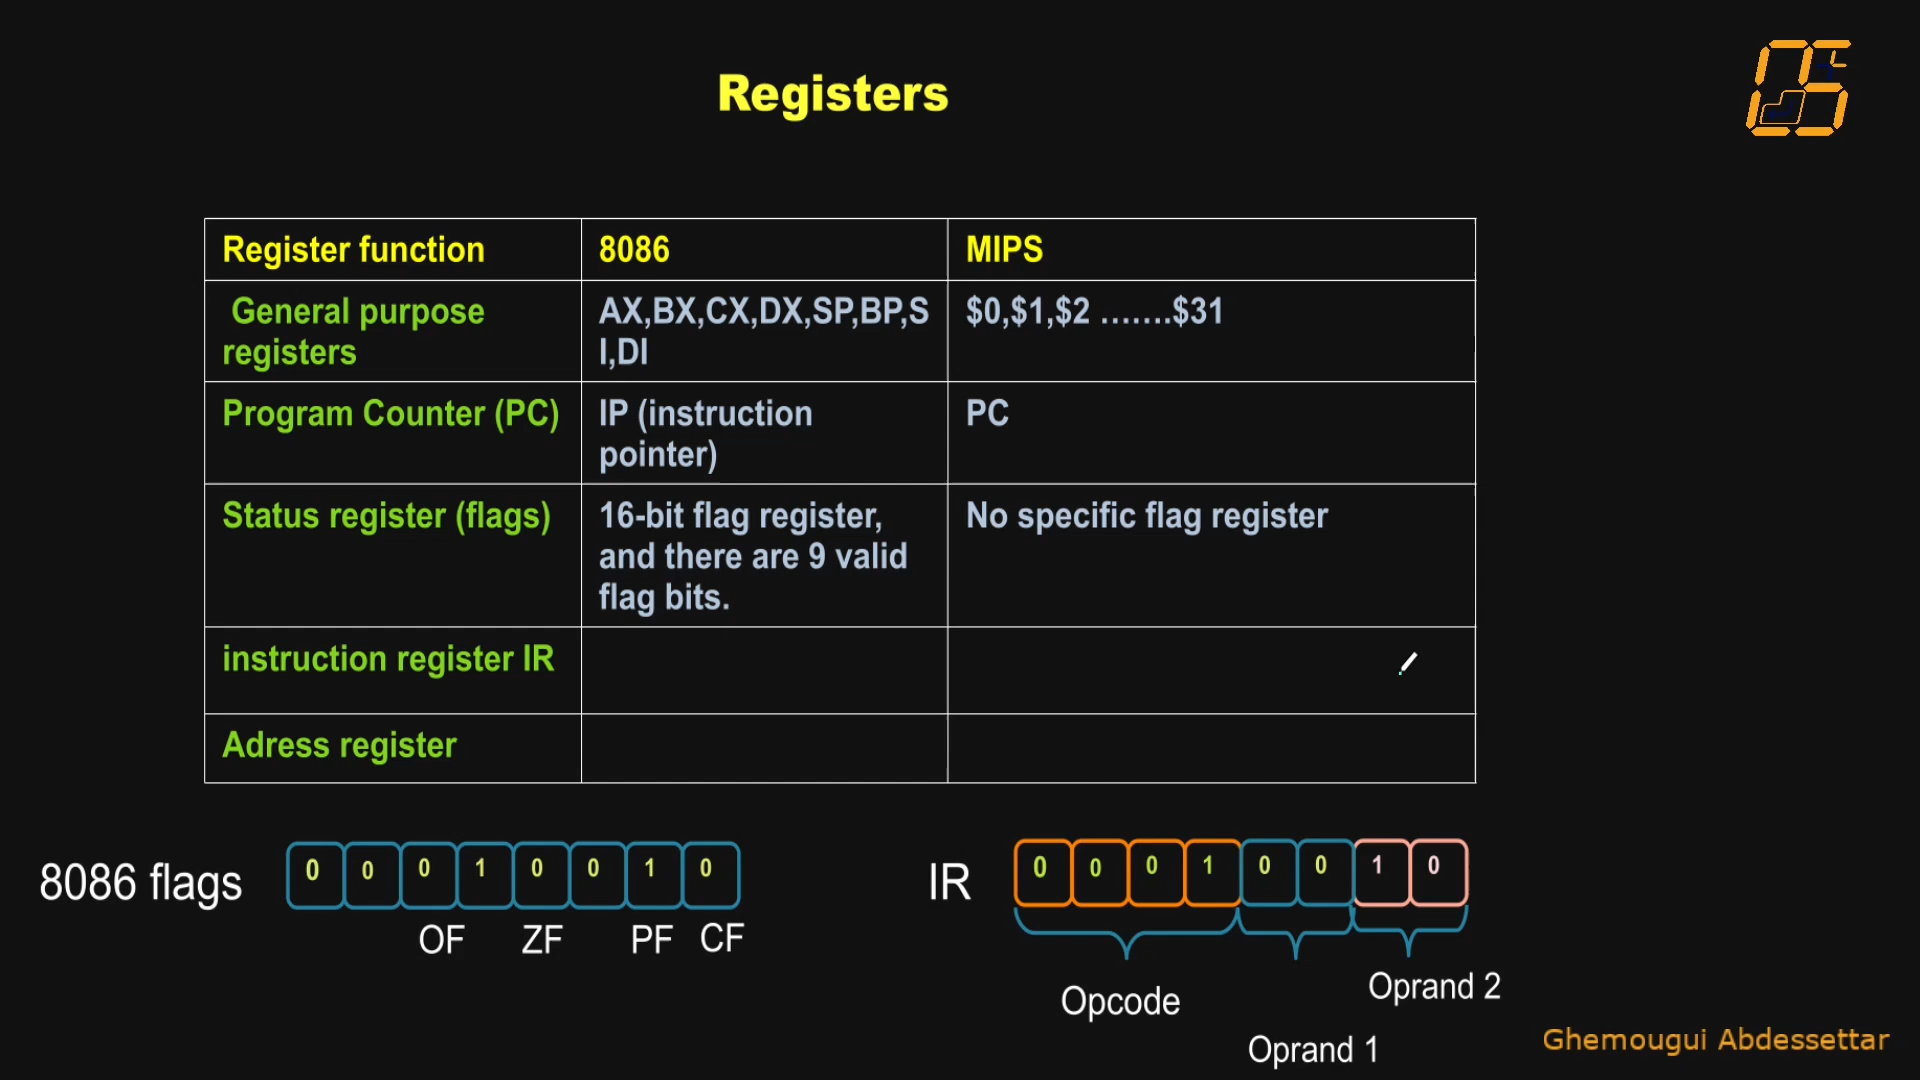 Registers
Register function 8086 MIPS
General purpose AX,BX,CX,DX,SP,BP,S $0,$1,$2 .......$31
registers I,DI
Program Counter (PC) IP (instruction PC
pointer)
Status register (flags) 16-bit flag register, No specific flag register
and there are 9 valid
flag bits.
instruction register IR
Adress register
8086 flags 0 0 0 1 0 0 1 0 IR 0 0 0 1 0 0 1 0
OF ZF PF CF
Oprand 2
Opcode
Oprand 1
Ghemougui Abdessettar